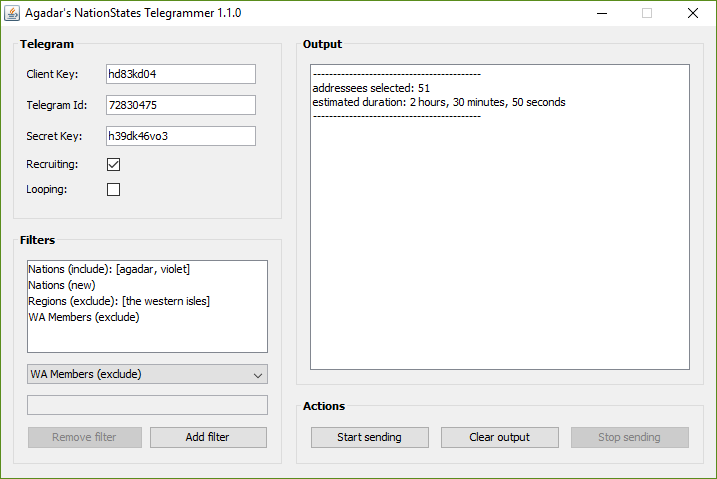 Agadar's NationStates Telegrammer 1.1.0
Telegram
Client Key: hd83kd04
Telegram Id: 72830475
Secret Key: h39dk46vo3
Recruiting:
Looping:
Filters
Nations (include): [agadar, violet]
Nations (new)
Regions (exclude): [the western isles]
WA Members (exclude)
WA Members (exclude)
Remove filter Add filter
Output
------------------------------------------
addressees selected: 51
estimated duration: 2 hours, 30 minutes, 50 seconds
------------------------------------------
Actions
Start sending Clear output Stop sending